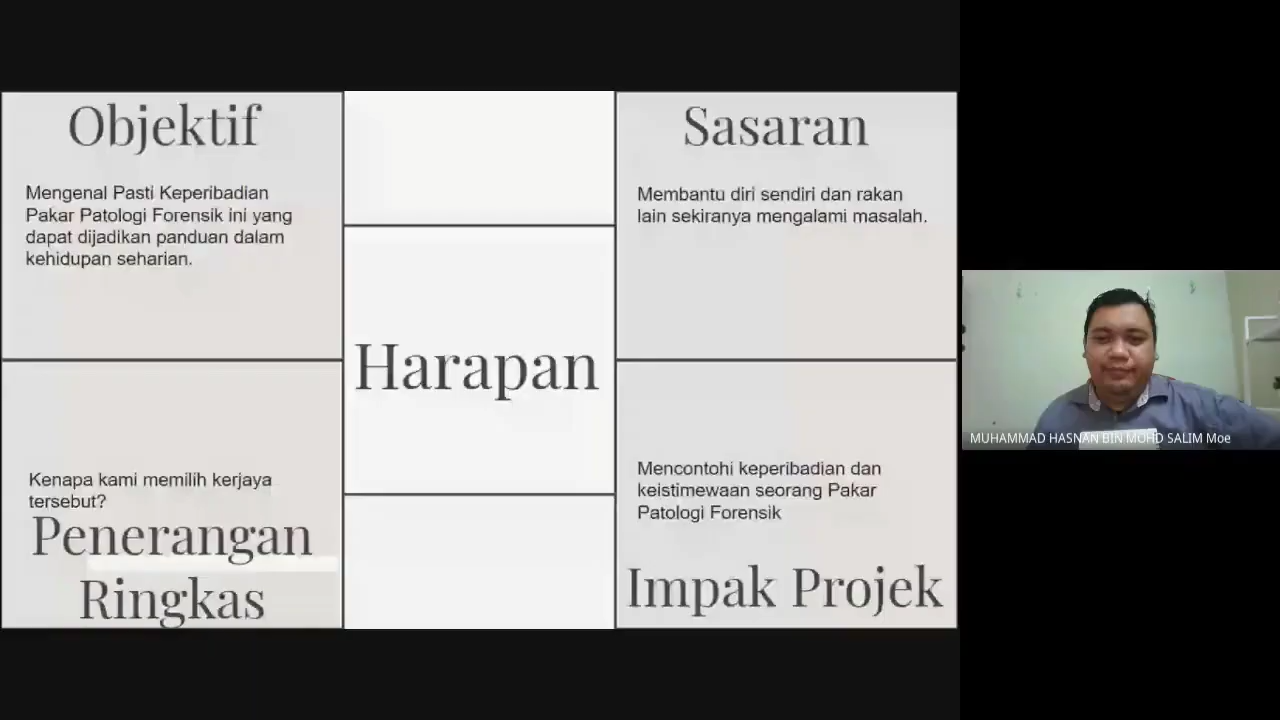 Objektif
Mengenal Pasti Keperibadian
Pakar Patologi Forensik ini yang
dapat dijadikan panduan dalam
kehidupan seharian.
Kenapa kami memilih kerjaya
tersebut?
Penerangan
Ringkas
Harapan
Sasaran
Membantu diri sendiri dan rakan
lain sekiranya mengalami masalah.
Mencontohi keperibadian dan
keistimewaan seorang Pakar
Patologi Forensik
Impak Projek
MUHAMMAD HASNAN BIN MOHD SALIM Moe